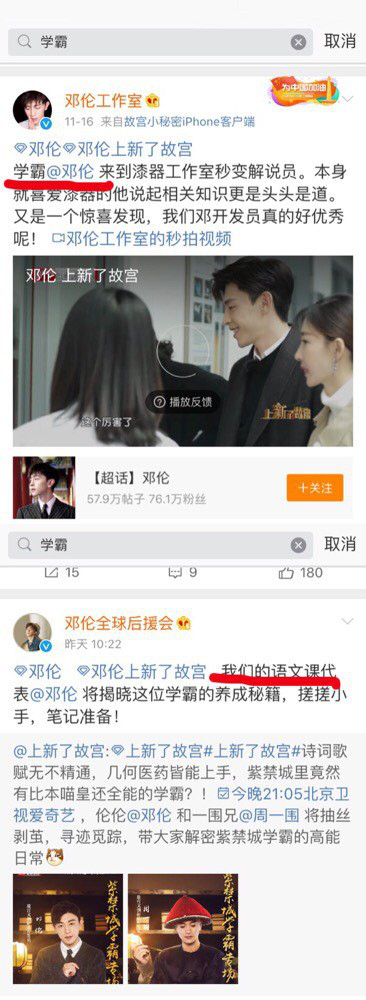 学霸
取消
邓伦工作室
11-16 来自故宫小秘密iPhone客户端
为中国加油
邓伦 邓伦上新了故宫
学霸@邓伦 来到漆器工作室秒变解说员。本身
就喜爱漆器的他说起相关知识更是头头是道。
又是一个惊喜发现，我们邓开发员真的好优秀
呢！ 邓伦工作室的秒拍视频
邓伦 上新了故宫
播放反馈
上新了故宫
这个厉害了
【超话】邓伦
57.9万帖子 76.1万粉丝
+关注
学霸
取消
15
9
180
邓伦全球后援会
昨天 10:22
邓伦 邓伦上新了故宫 我们的语文课代
表@邓伦 将揭晓这位学霸的养成秘籍，搓搓小
手，笔记准备！
@上新了故宫:上新了故宫#上新了故宫#诗词歌
赋无不精通，几何医药皆能上手，紫禁城里竟然
有比本喵皇还全能的学霸？！今晚21:05北京卫
视爱奇艺 ，伦伦@邓伦 和一围兄@周一围 将抽丝
剥茧，寻迹觅踪，带大家解密紫禁城学霸的高能
日常
紫禁城学霸专场
邓伦
紫禁城学霸专场
周一围